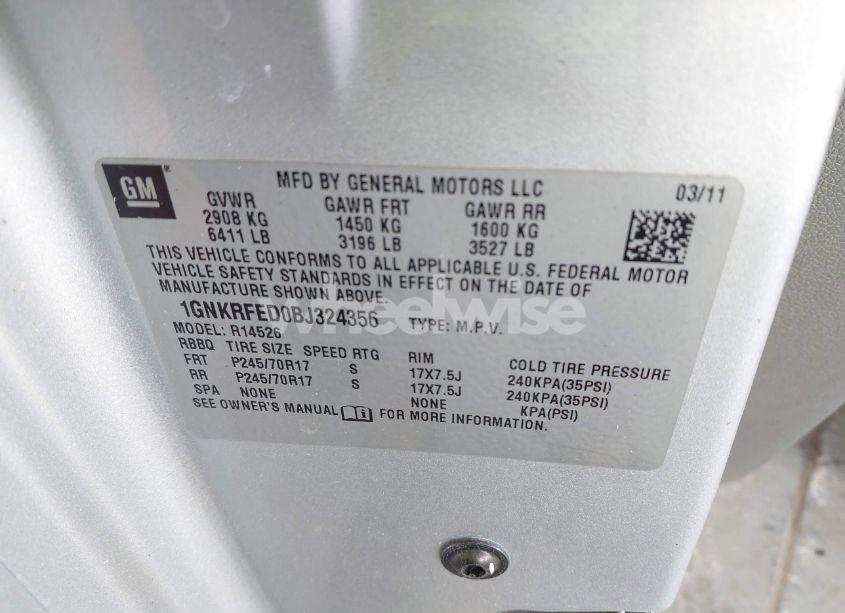 GM
MFD BY GENERAL MOTORS LLC 03/11
GVWR GAWR FRT GAWR RR
2908 KG 1450 KG 1600 KG
6411 LB 3196 LB 3527 LB
THIS VEHICLE CONFORMS TO ALL APPLICABLE U.S. FEDERAL MOTOR
VEHICLE SAFETY STANDARDS IN EFFECT ON THE DATE OF
MANUFACTURE SHOWN ABOVE.
1GNKRFED0BJ324356 TYPE: M.P.V.
MODEL: R14526
RBBQ TIRE SIZE SPEED RTG RIM COLD TIRE PRESSURE
FRT P245/70R17 S 17X7.5J 240KPA(35PSI)
RR P245/70R17 S 17X7.5J 240KPA(35PSI)
SPA NONE NONE KPA(PSI)
SEE OWNER'S MANUAL FOR MORE INFORMATION.
wheelwise